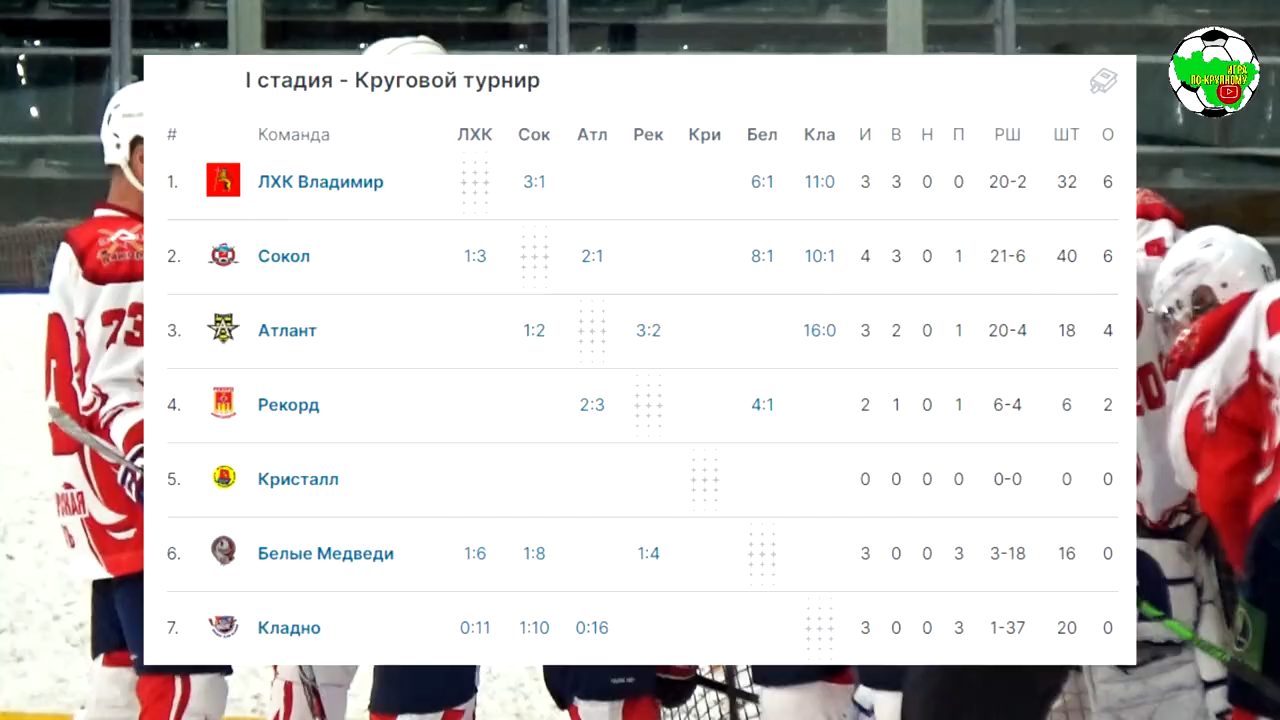 I стадия - Круговой турнир
ИГРА
ПО-КРУПНОМУ
# Команда ЛХК Сок Атл Рек Кри Бел Кла И В Н П РШ ШТ О
1. ЛХК Владимир 3:1 6:1 11:0 3 3 0 0 20-2 32 6
2. Сокол 1:3 2:1 8:1 10:1 4 3 0 1 21-6 40 6
3. Атлант 1:2 3:2 16:0 3 2 0 1 20-4 18 4
4. Рекорд 2:3 4:1 2 1 0 1 6-4 6 2
5. Кристалл 0 0 0 0 0-0 0 0
6. Белые Медведи 1:6 1:8 1:4 3 0 0 3 3-18 16 0
7. Кладно 0:11 1:10 0:16 3 0 0 3 1-37 20 0
73